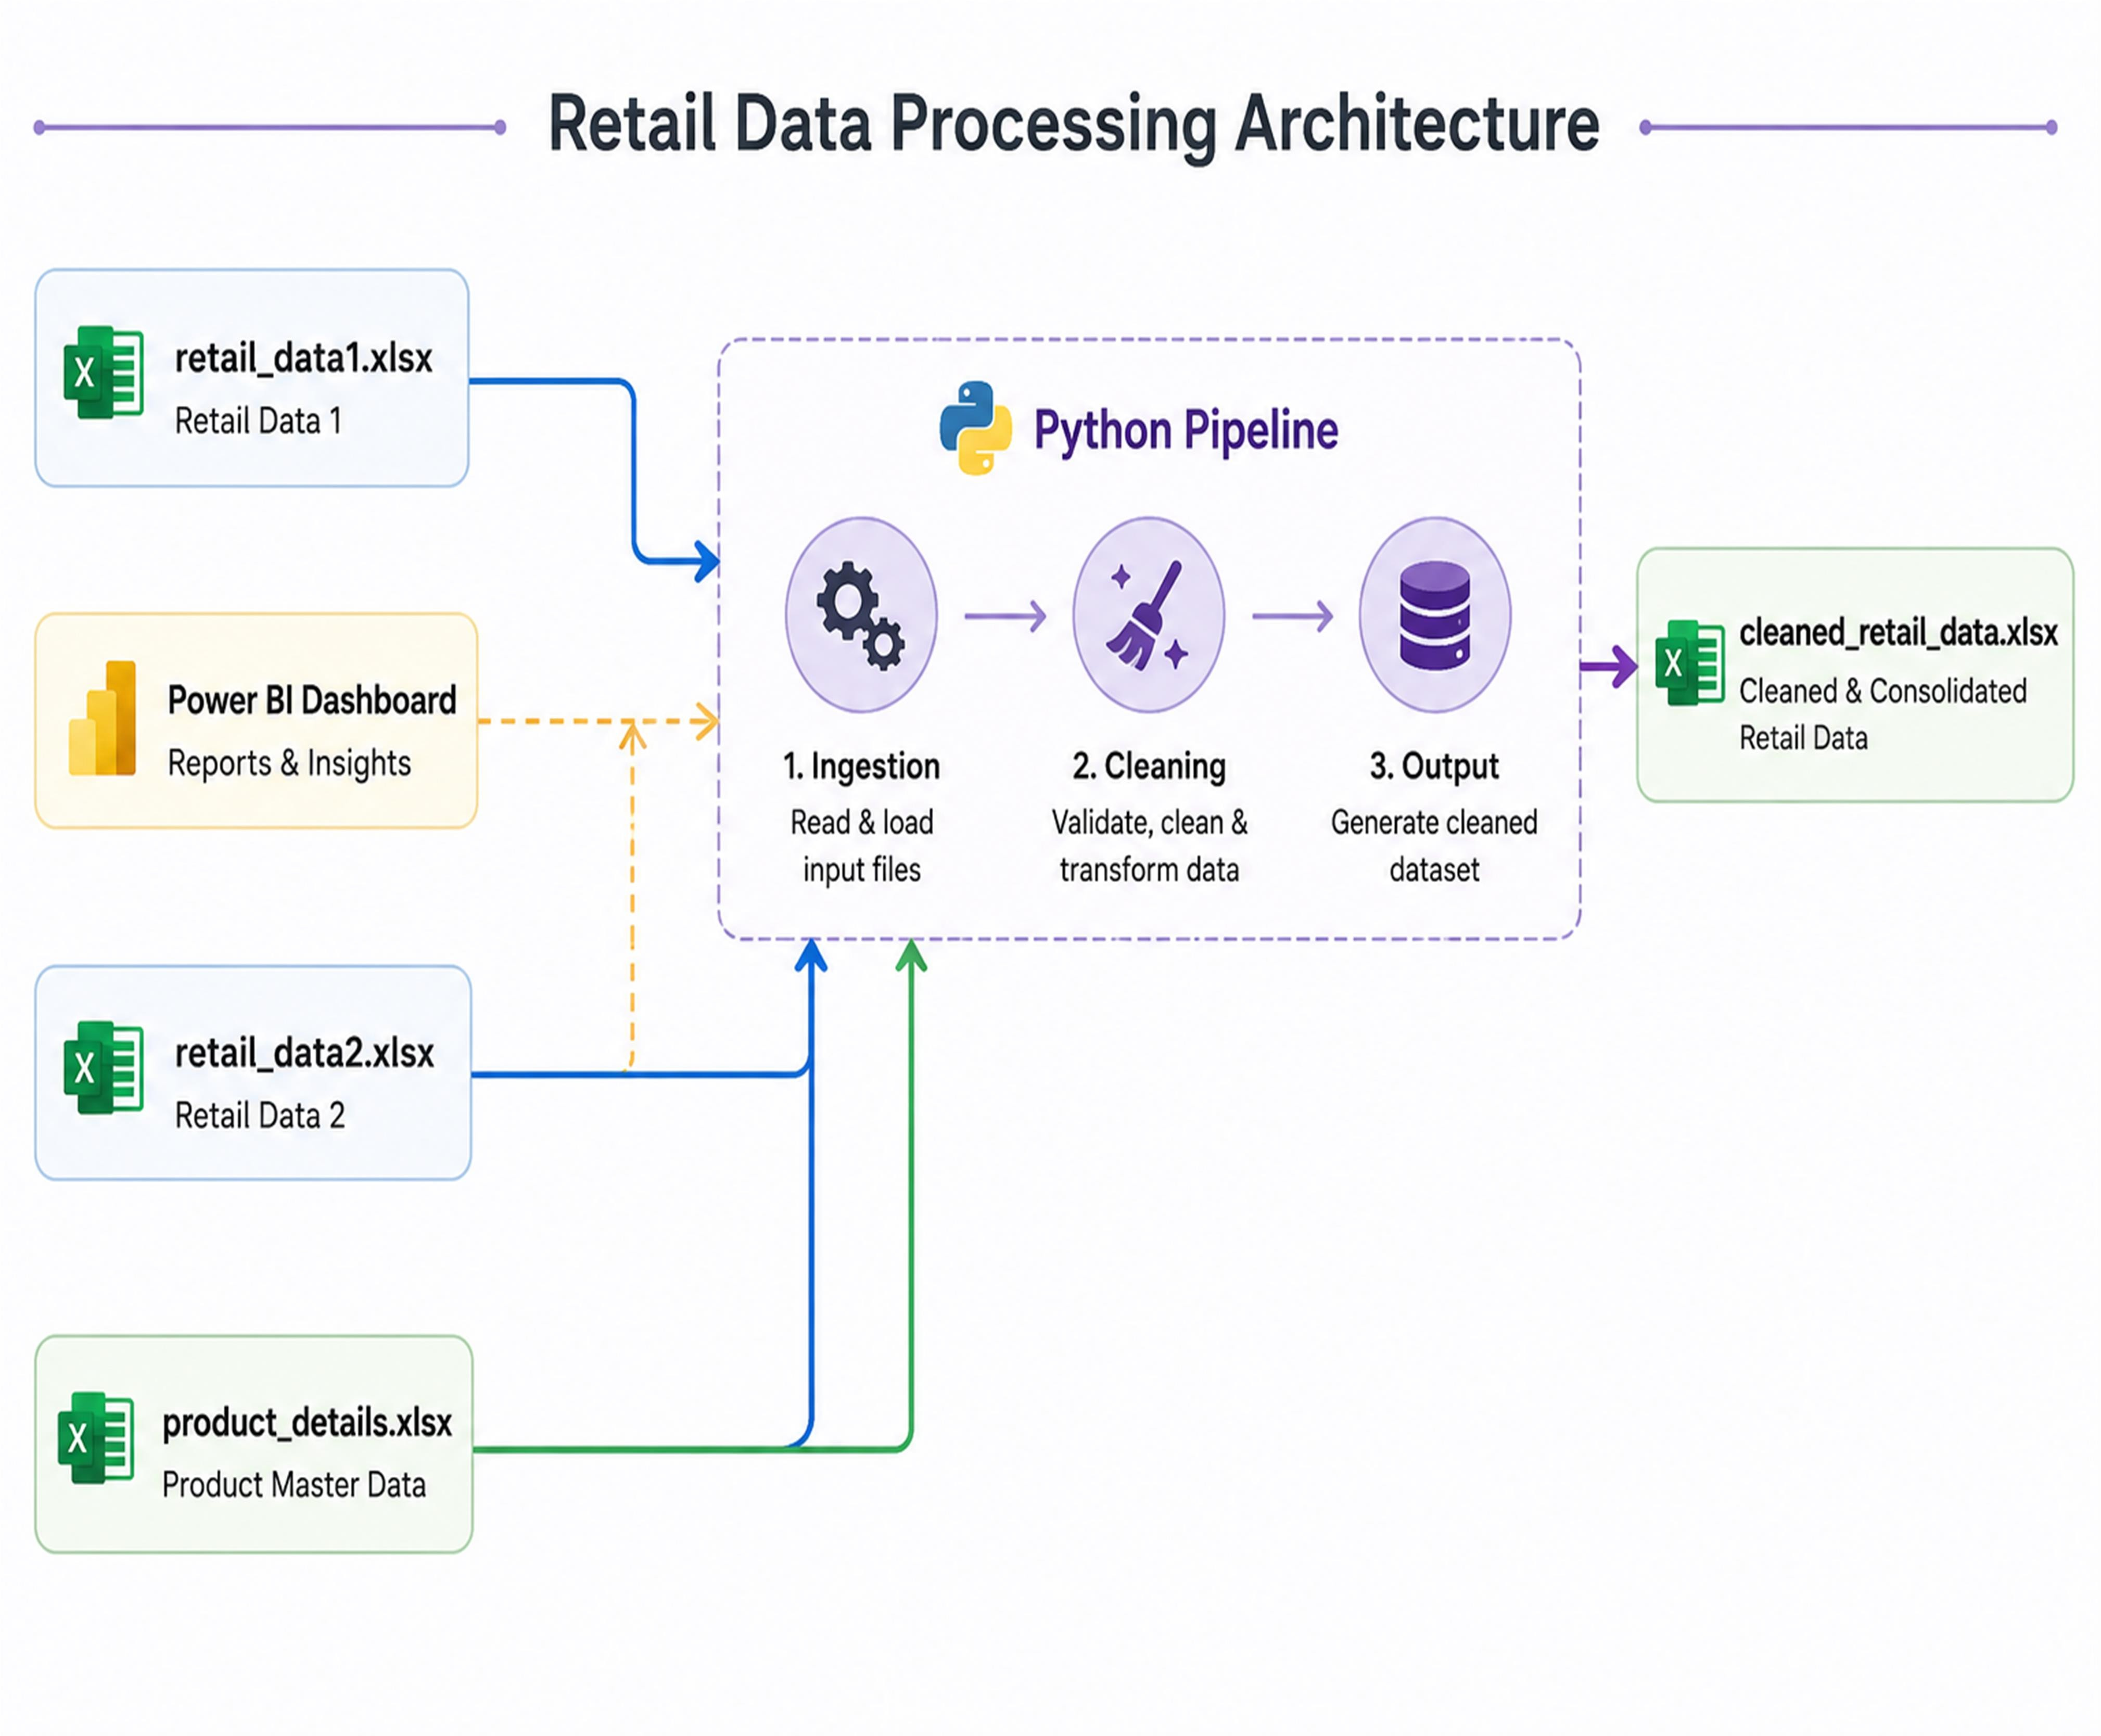 Retail Data Processing Architecture
X
retail_data1.xlsx
Retail Data 1
Power BI Dashboard
Reports & Insights
X
retail_data2.xlsx
Retail Data 2
X
product_details.xlsx
Product Master Data
Python Pipeline
1. Ingestion
Read & load
input files
2. Cleaning
Validate, clean &
transform data
3. Output
Generate cleaned
dataset
X
cleaned_retail_data.xlsx
Cleaned & Consolidated
Retail Data